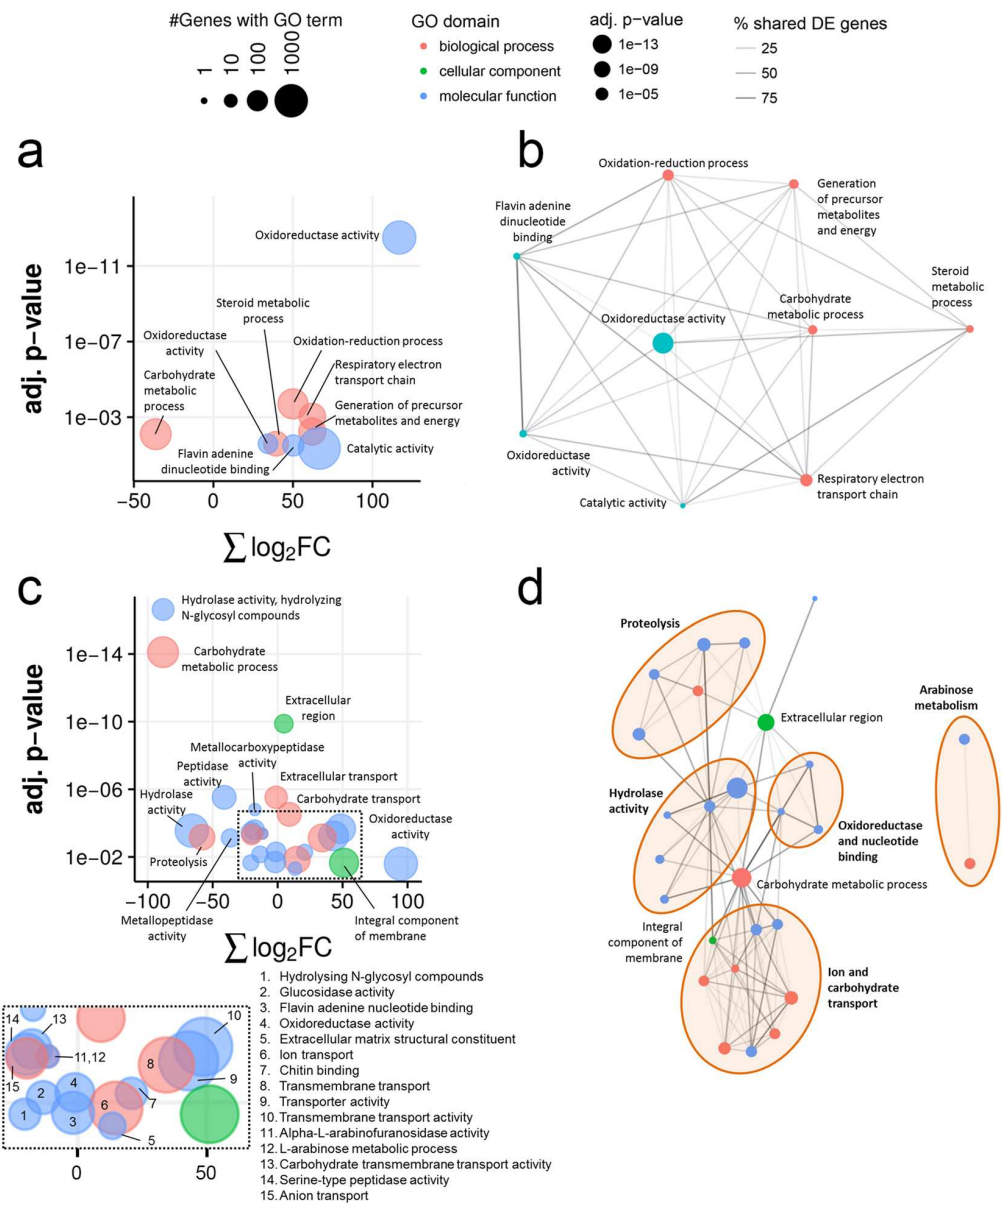 #Genes with GO term
1
10
100
1000
GO domain
biological process
cellular component
molecular function
adj. p−value
1e−13
1e−09
1e−05
% shared DE genes
25
50
75
a
adj. p−value
1e−11
1e−07
1e−03
−50
0
50
100
∑ log2FC
Oxidoreductase activity
Steroid metabolic
process
Oxidoreductase
activity
Oxidation-reduction process
Carbohydrate
metabolic
process
Respiratory electron
transport chain
Generation of precursor
metabolites and energy
Flavin adenine
dinucleotide binding
Catalytic activity
b
Oxidation-reduction process
Generation
of precursor
metabolites
and energy
Flavin adenine
dinucleotide
binding
Steroid
metabolic
process
Carbohydrate
metabolic process
Oxidoreductase activity
Oxidoreductase
activity
Catalytic activity
Respiratory electron
transport chain
c
adj. p−value
1e−14
1e−10
1e−06
1e−02
−100
−50
0
50
100
∑ log2FC
Hydrolase activity, hydrolyzing
N-glycosyl compounds
Carbohydrate
metabolic process
Extracellular
region
Metallocarboxypeptidase
activity
Peptidase
activity
Extracellular transport
Hydrolase
activity
Carbohydrate transport
Oxidoreductase
activity
Proteolysis
Metallopeptidase
activity
Integral component
of membrane
14
13
10
11,12
8
15
9
4
2
7
6
1
3
5
0
50
1. Hydrolysing N-glycosyl compounds
2. Glucosidase activity
3. Flavin adenine nucleotide binding
4. Oxidoreductase activity
5. Extracellular matrix structural constituent
6. Ion transport
7. Chitin binding
8. Transmembrane transport
9. Transporter activity
10. Transmembrane transport activity
11. Alpha-L-arabinofuranosidase activity
12. L-arabinose metabolic process
13. Carbohydrate transmembrane transport activity
14. Serine-type peptidase activity
15. Anion transport
d
Proteolysis
Arabinose
metabolism
Extracellular region
Hydrolase
activity
Oxidoreductase
and nucleotide
binding
Carbohydrate metabolic process
Integral
component of
membrane
Ion and
carbohydrate
transport